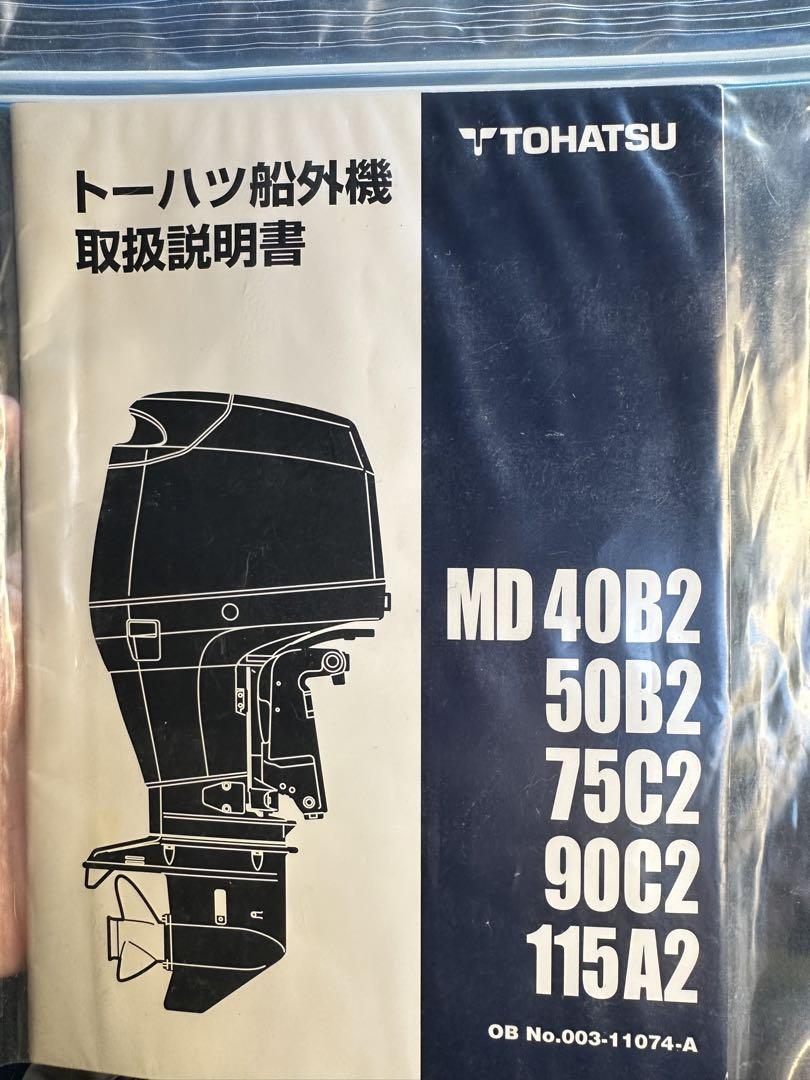 トーハツ船外機
取扱説明書
TOHATSU
MD 40B2
50B2
75C2
90C2
115A2
OB No.003-11074-A